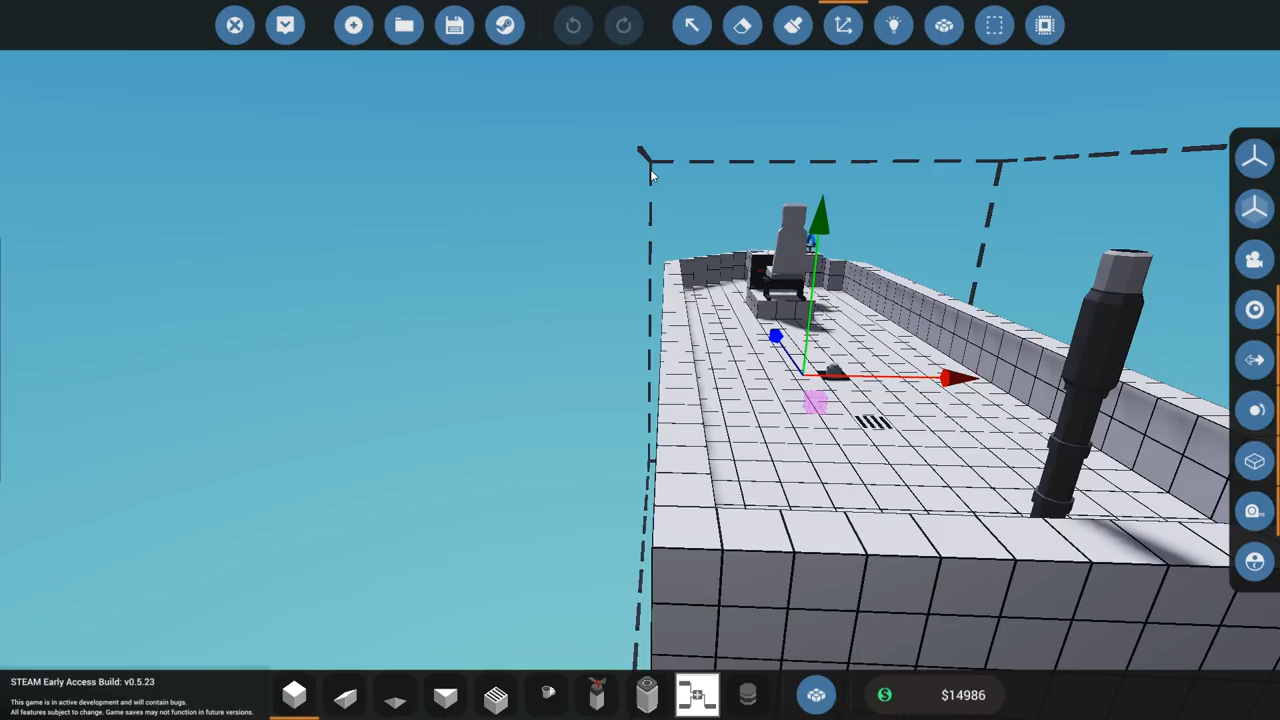 STEAM Early Access Build: v0.5.23
This game is in active development and will contain bugs.
All features subject to change. Game saves may not function in future versions.
$ $14986